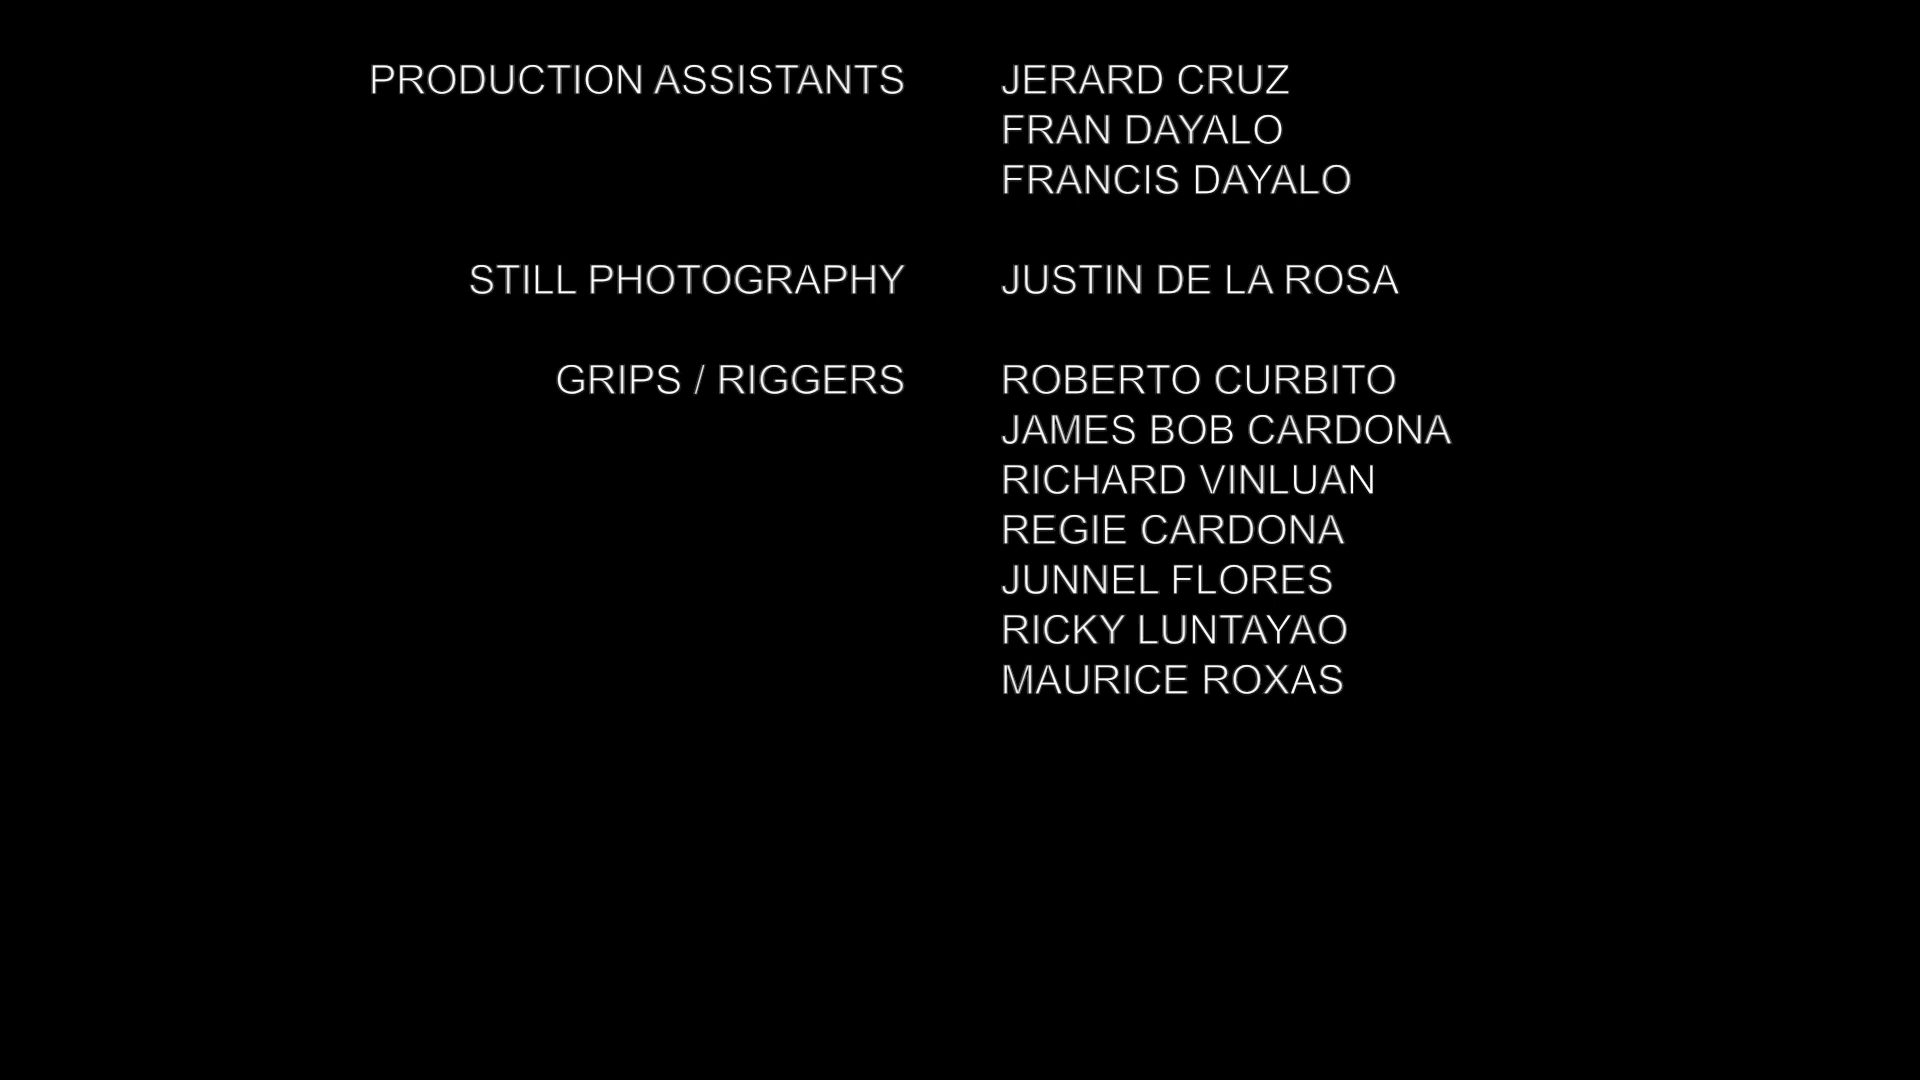 PRODUCTION ASSISTANTS JERARD CRUZ
FRAN DAYALO
FRANCIS DAYALO
STILL PHOTOGRAPHY JUSTIN DE LA ROSA
GRIPS / RIGGERS ROBERTO CURBITO
JAMES BOB CARDONA
RICHARD VINLUAN
REGIE CARDONA
JUNNEL FLORES
RICKY LUNTAYAO
MAURICE ROXAS